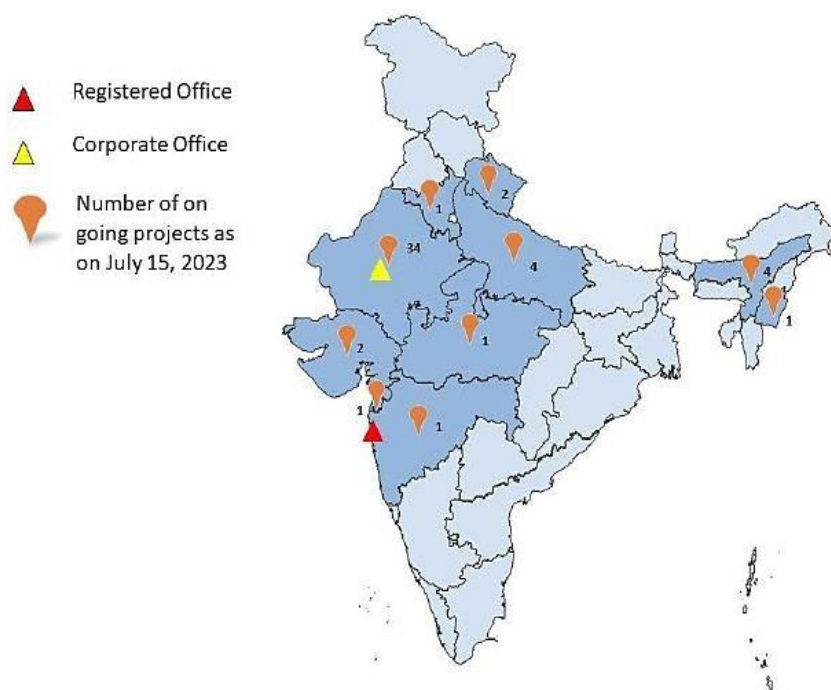 Registered Office
Corporate Office
Number of on
going projects as
on July 15, 2023
2
1
34
4
4
1
2
1
1
1